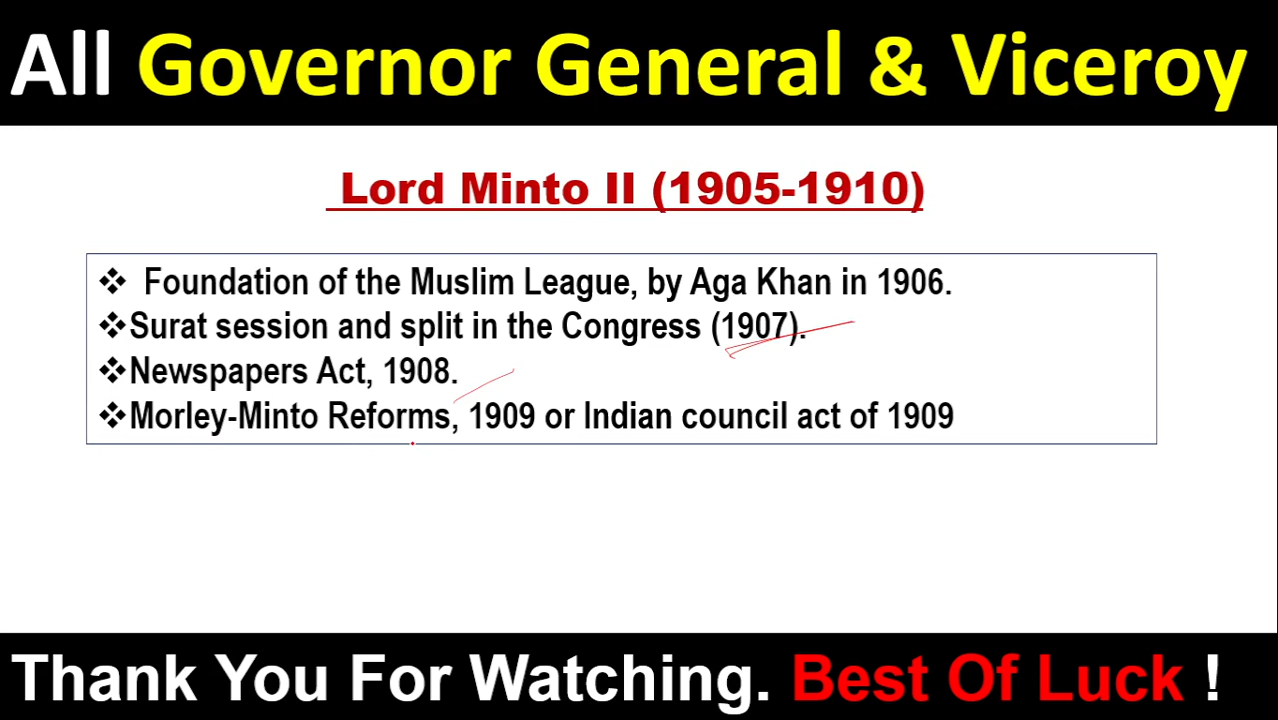 All Governor General & Viceroy
Lord Minto II (1905-1910)
❖ Foundation of the Muslim League, by Aga Khan in 1906.
❖Surat session and split in the Congress (1907).
❖Newspapers Act, 1908.
❖Morley-Minto Reforms, 1909 or Indian council act of 1909
Thank You For Watching. Best Of Luck !